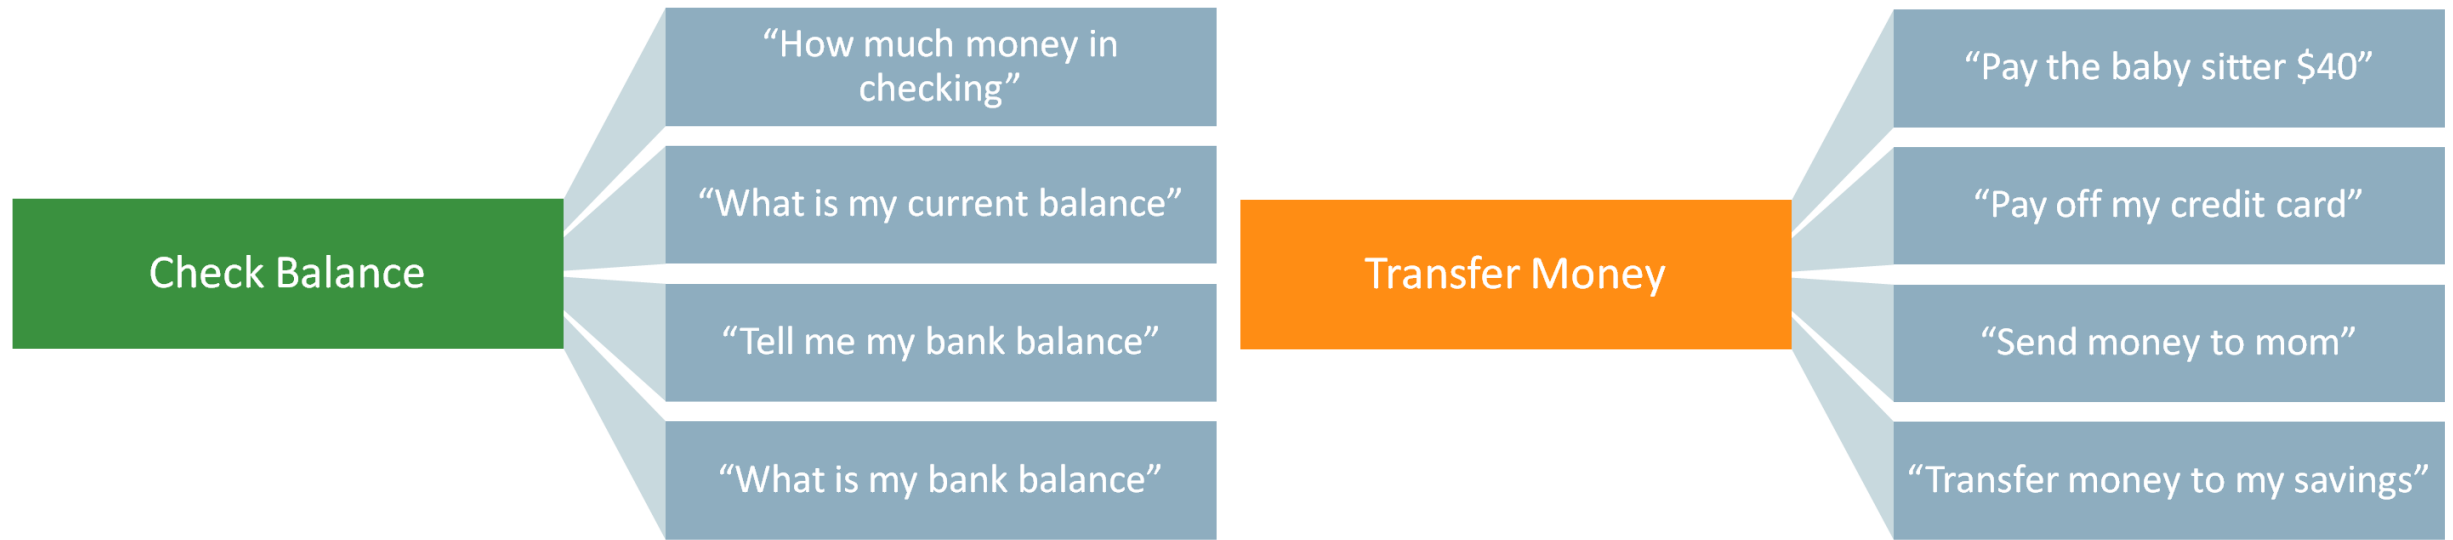 Check Balance
“How much money in
checking”
“What is my current balance”
“Tell me my bank balance”
“What is my bank balance”
Transfer Money
“Pay the baby sitter $40”
“Pay off my credit card”
“Send money to mom”
“Transfer money to my savings”